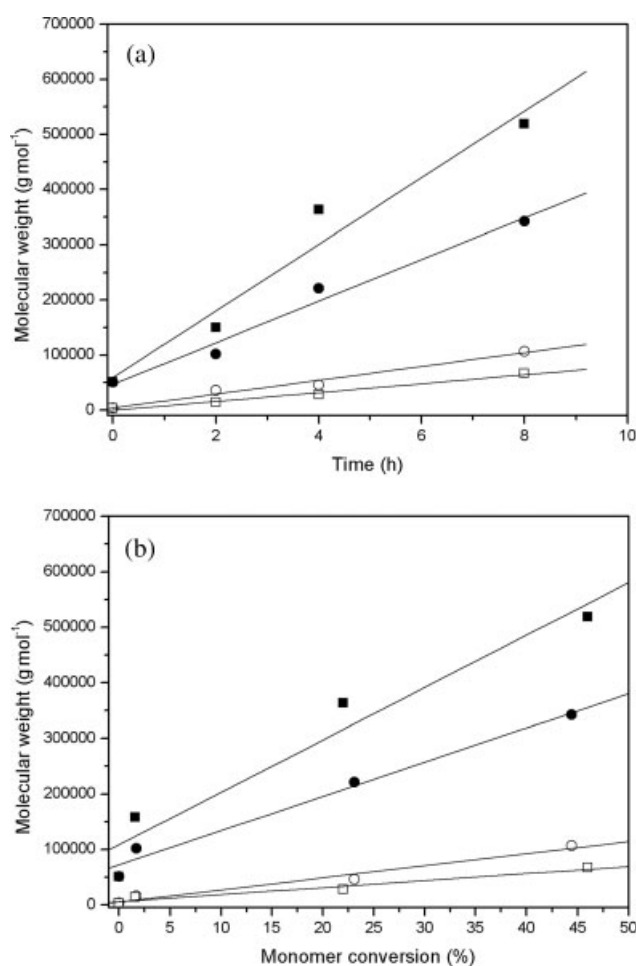 (a)
700000
600000
500000
400000
300000
200000
100000
0
Molecular weight (g mol⁻¹)
0 2 4 6 8 10
Time (h)
(b)
700000
600000
500000
400000
300000
200000
100000
0
Molecular weight (g mol⁻¹)
0 5 10 15 20 25 30 35 40 45 50
Monomer conversion (%)